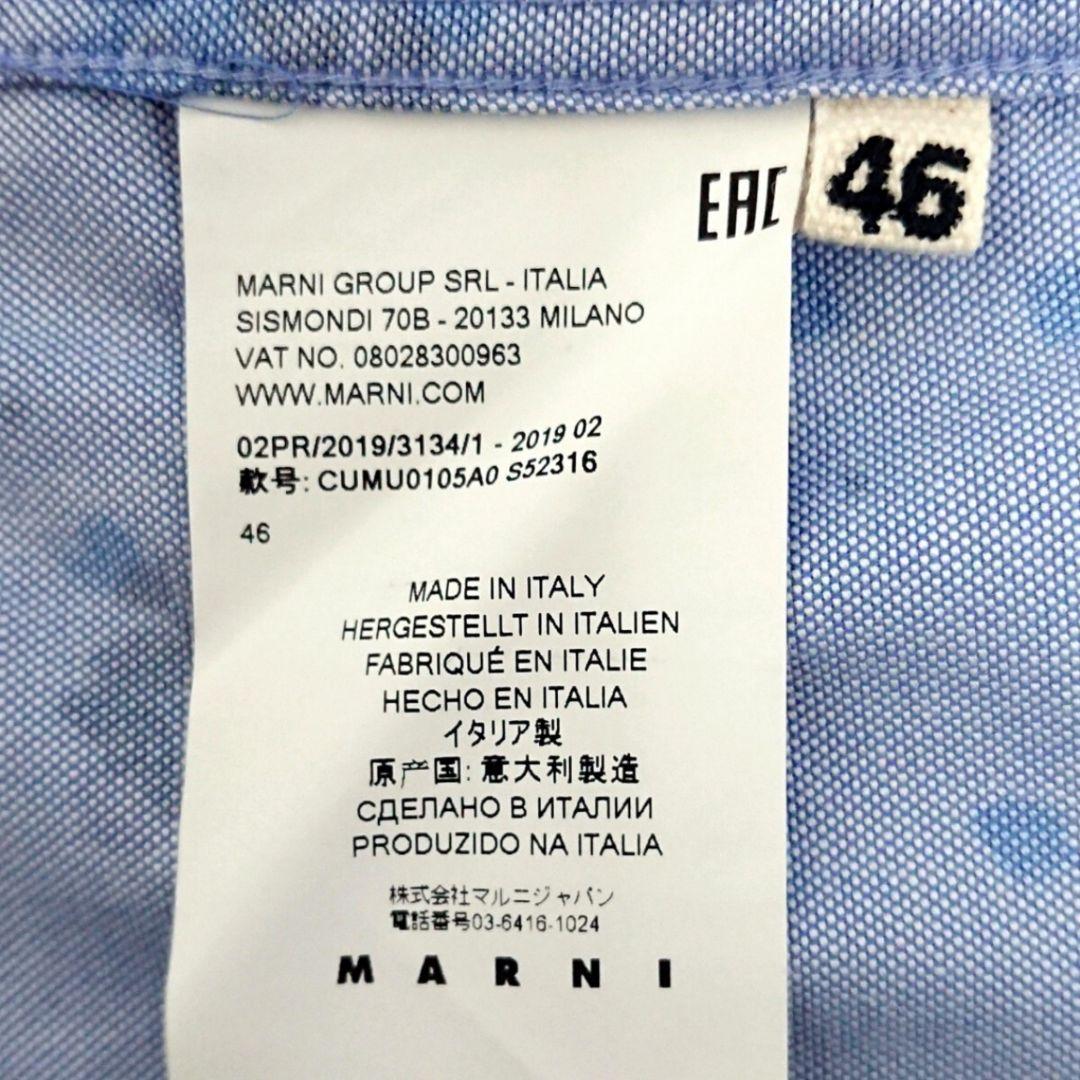 EAC
46
MARNI GROUP SRL - ITALIA
SISMONDI 70B - 20133 MILANO
VAT NO. 08028300963
WWW.MARNI.COM
02PR/2019/3134/1 - 2019 02
款号: CUMU0105A0 S52316
46
MADE IN ITALY
HERGESTELLT IN ITALIEN
FABRIQUÉ EN ITALIE
HECHO EN ITALIA
イタリア製
原产国: 意大利製造
СДЕЛАНО В ИТАЛИИ
PRODUZIDO NA ITALIA
株式会社マルニジャパン
電話番号03-6416-1024
MARNI